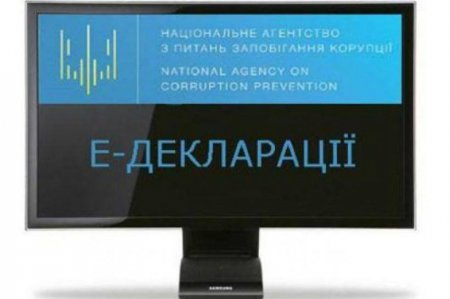 НАЦІОНАЛЬНЕ АГЕНТСТВО
З ПИТАНЬ ЗАПОБІГАННЯ КОРУПЦІЇ
NATIONAL AGENCY ON
CORRUPTION PREVENTION
Е-ДЕКЛАРАЦІЇ
SAMSUNG